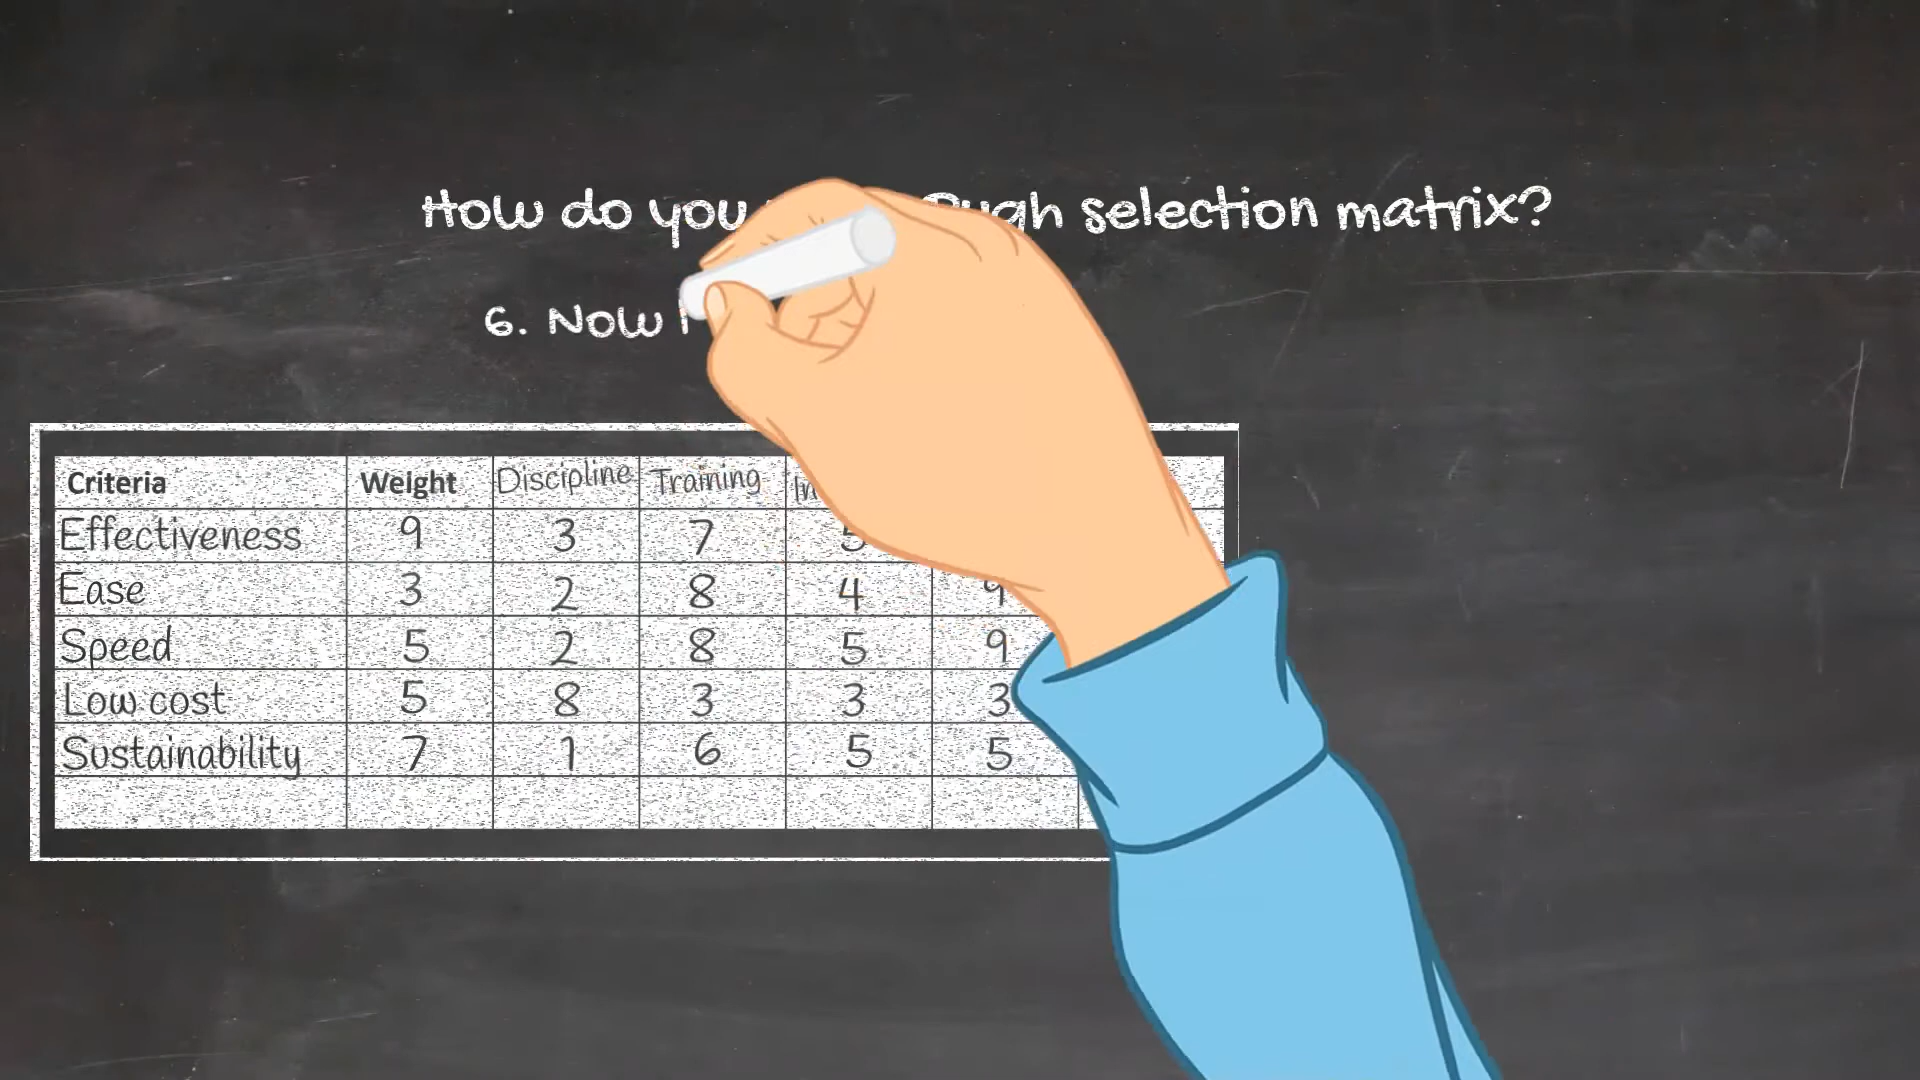 How do you selection matrix?
6. Now
Criteria Weight Discipline Training
Effectiveness 9 3 7 5
Ease 3 2 8 4 9
Speed 5 2 8 5 9
Low cost 5 8 3 3 3
Sustainability 7 1 6 5 5